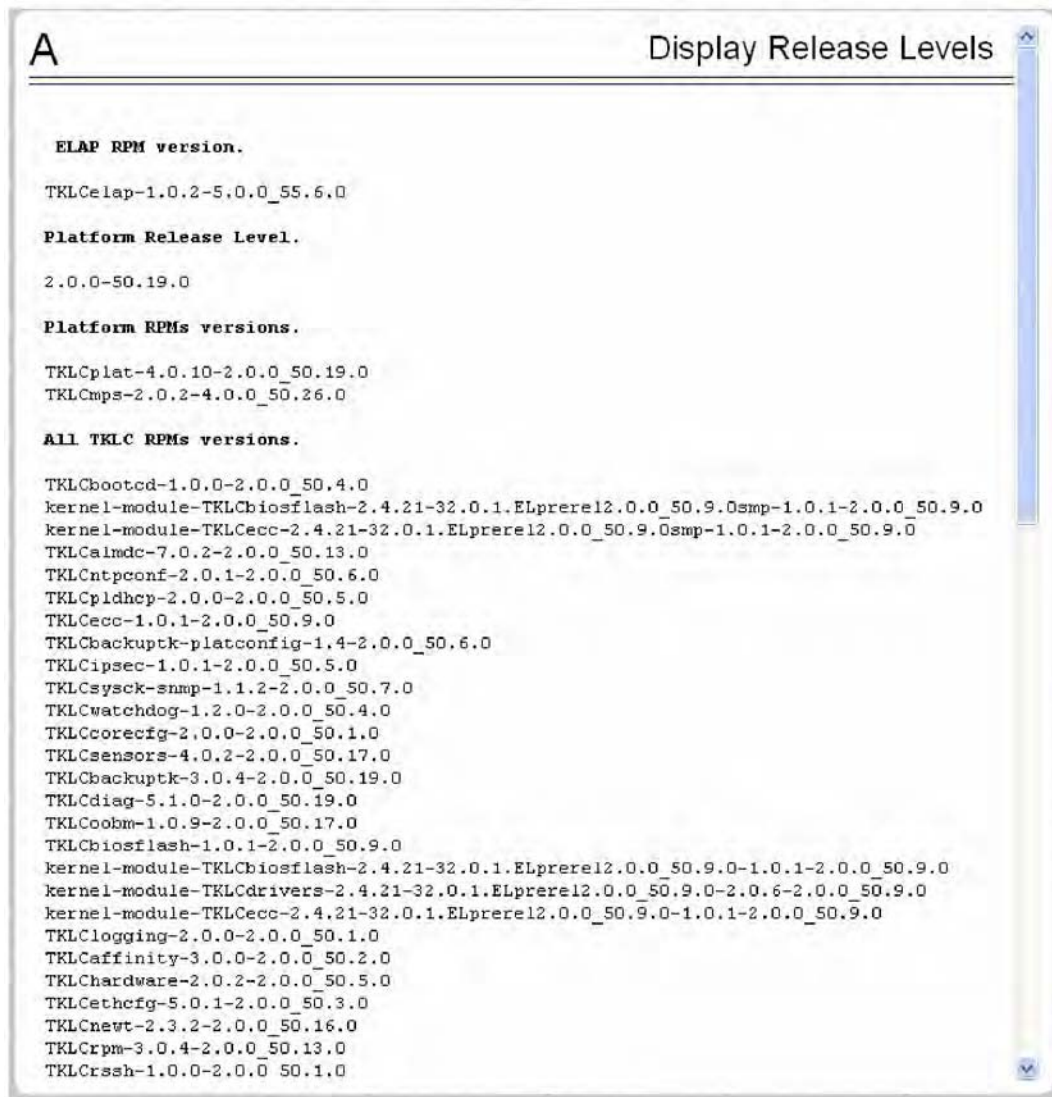 A
Display Release Levels
ELAP RPM version.
TKLCelap-1.0.2-5.0.0_55.6.0
Platform Release Level.
2.0.0-50.19.0
Platform RPMs versions.
TKLCplat-4.0.10-2.0.0_50.19.0
TKLCmps-2.0.2-4.0.0_50.26.0
All TKLC RPMs versions.
TKLCbootcd-1.0.0-2.0.0_50.4.0
kernel-module-TKLCbiosflash-2.4.21-32.0.1.ELprerel2.0.0_50.9.0smp-1.0.1-2.0.0_50.9.0
kernel-module-TKLCecc-2.4.21-32.0.1.ELprerel2.0.0_50.9.0smp-1.0.1-2.0.0_50.9.0
TKLCalmdc-7.0.2-2.0.0_50.13.0
TKLCntpconf-2.0.1-2.0.0_50.6.0
TKLCpldhcp-2.0.0-2.0.0_50.5.0
TKLCecc-1.0.1-2.0.0_50.9.0
TKLCbackuptk-platconfig-1.4-2.0.0_50.6.0
TKLCipsec-1.0.1-2.0.0_50.5.0
TKLCsysck-snmp-1.1.2-2.0.0_50.7.0
TKLCwatchdog-1.2.0-2.0.0_50.4.0
TKLCcorecfg-2.0.0-2.0.0_50.1.0
TKLCsensors-4.0.2-2.0.0_50.17.0
TKLCbackuptk-3.0.4-2.0.0_50.19.0
TKLCdiag-5.1.0-2.0.0_50.19.0
TKLCoobm-1.0.9-2.0.0_50.17.0
TKLCbiosflash-1.0.1-2.0.0_50.9.0
kernel-module-TKLCbiosflash-2.4.21-32.0.1.ELprerel2.0.0_50.9.0-1.0.1-2.0.0_50.9.0
kernel-module-TKLCdrivers-2.4.21-32.0.1.ELprerel2.0.0_50.9.0-2.0.6-2.0.0_50.9.0
kernel-module-TKLCecc-2.4.21-32.0.1.ELprerel2.0.0_50.9.0-1.0.1-2.0.0_50.9.0
TKLClogging-2.0.0-2.0.0_50.1.0
TKLCaffinity-3.0.0-2.0.0_50.2.0
TKLChardware-2.0.2-2.0.0_50.5.0
TKLCethcfg-5.0.1-2.0.0_50.3.0
TKLCnewt-2.3.2-2.0.0_50.16.0
TKLCrpm-3.0.4-2.0.0_50.13.0
TKLCrssh-1.0.0-2.0.0 50.1.0